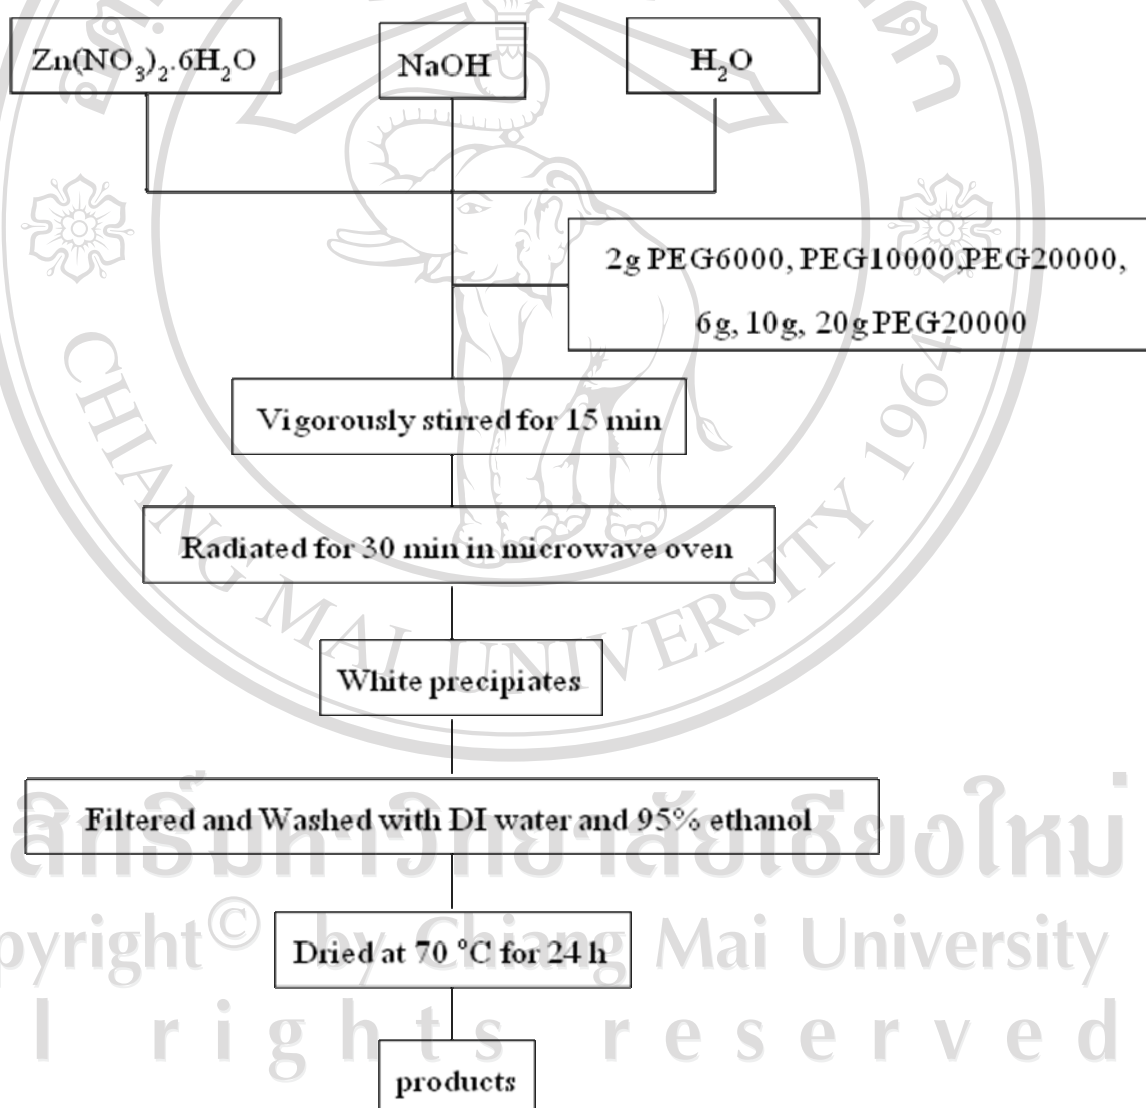 Zn(NO₃)₂.6H₂O
NaOH
H₂O
2g PEG6000, PEG10000,PEG20000,
6g, 10g, 20g PEG20000
Vigorously stirred for 15 min
Radiated for 30 min in microwave oven
White precipiates
Filtered and Washed with DI water and 95% ethanol
Dried at 70 °C for 24 h
products
CHIANG MAI UNIVERSITY 1964
ลิขสิทธิ์มหาวิทยาลัยเชียงใหม่
pyright© by Chiang Mai University
l rights reserved